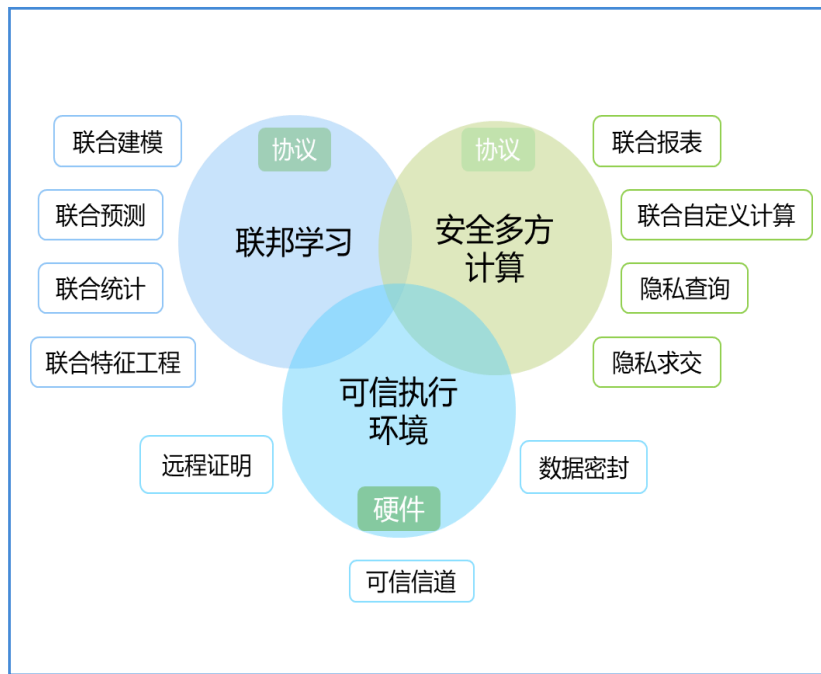 联合建模
协议
协议
联合报表
联合预测
联邦学习
安全多方
计算
联合自定义计算
联合统计
隐私查询
联合特征工程
隐私求交
可信执行
环境
远程证明
数据密封
硬件
可信信道